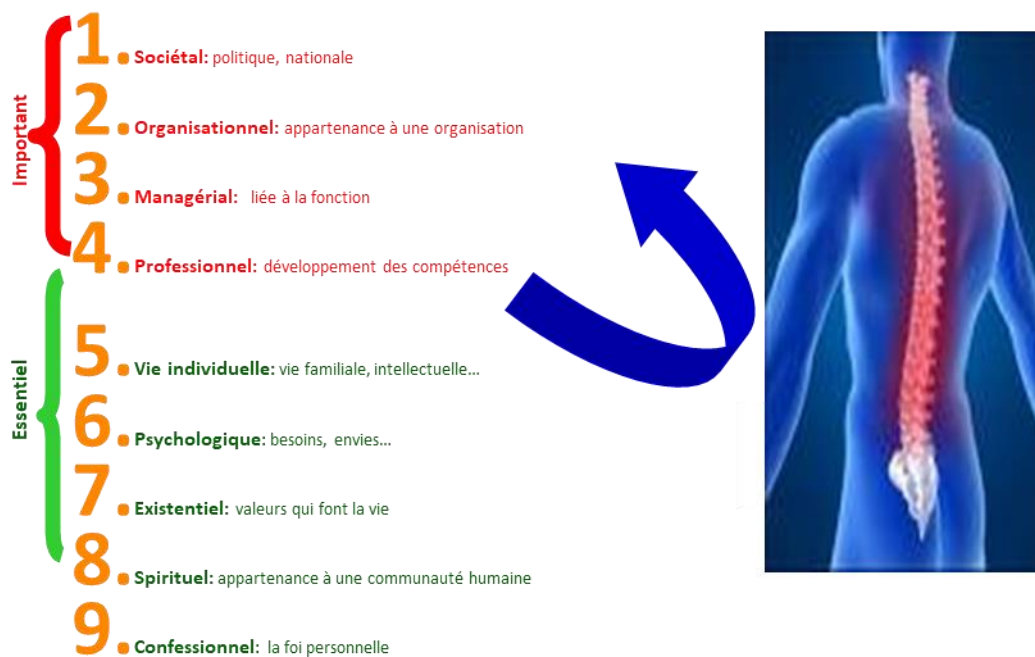 Important
1. Sociétal: politique, nationale
2. Organisationnel: appartenance à une organisation
3. Managérial: liée à la fonction
4. Professionnel: développement des compétences
Essentiel
5. Vie individuelle: vie familiale, intellectuelle…
6. Psychologique: besoins, envies…
7. Existentiel: valeurs qui font la vie
8. Spirituel: appartenance à une communauté humaine
9. Confessionnel: la foi personnelle